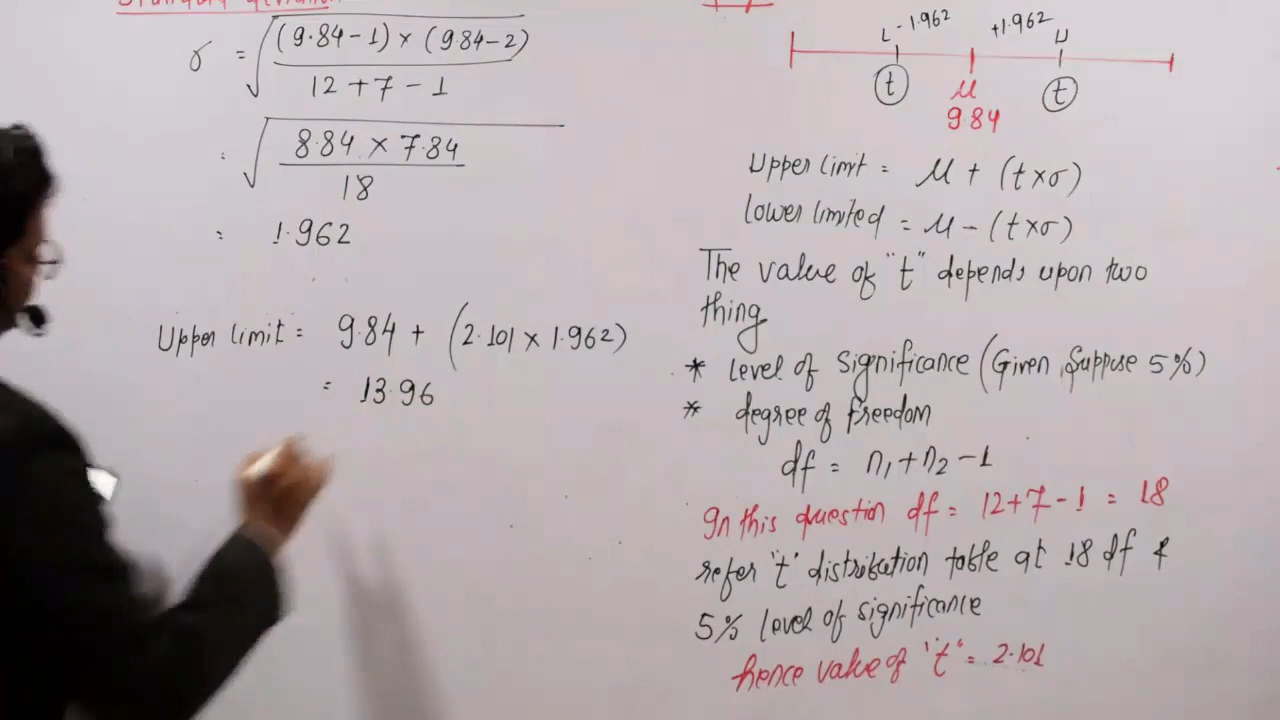 Standard deviation
σ = √((9.84-1) × (9.84-2) / 12+7-1)
= √(8.84 × 7.84 / 18)
= 1.962
Upper limit = 9.84 + (2.101 × 1.962)
= 13.96
L -1.962 +1.962 U
t μ t
9.84
Upper limit = μ + (t×σ)
lower limited = μ - (t×σ)
The value of "t" depends upon two
thing
* level of significance (Given, Suppose 5%)
* degree of freedom
df = n₁+n₂-1
In this question df = 12+7-1 = 18
refer 't' distribution table at 18 df &
5% level of significance
hence value of 't' = 2.101